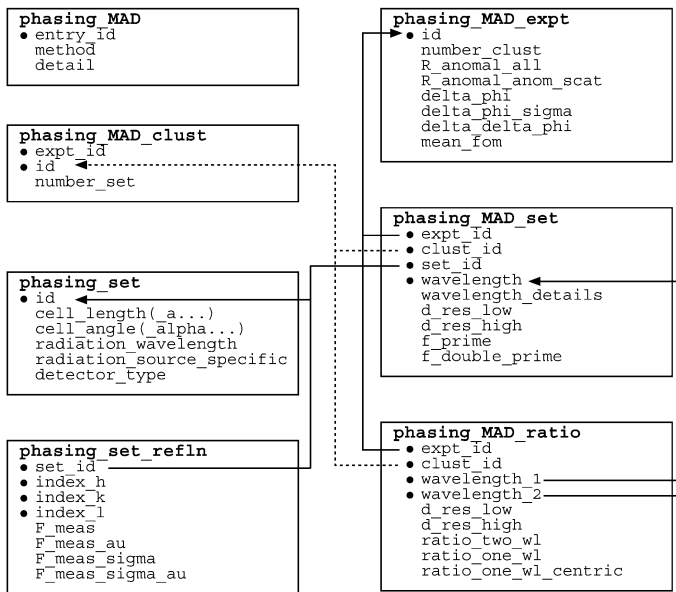 phasing_MAD
entry_id
method
detail
phasing_MAD_clust
expt_id
id
number_set
phasing_set
id
cell_length(_a...)
cell_angle(_alpha...)
radiation_wavelength
radiation_source_specific
detector_type
phasing_set_refln
set_id
index_h
index_k
index_l
F_meas
F_meas_au
F_meas_sigma
F_meas_sigma_au
phasing_MAD_expt
id
number_clust
R_anomal_all
R_anomal_anom_scat
delta_phi
delta_phi_sigma
delta_delta_phi
mean_fom
phasing_MAD_set
expt_id
clust_id
set_id
wavelength
wavelength_details
d_res_low
d_res_high
f_prime
f_double_prime
phasing_MAD_ratio
expt_id
clust_id
wavelength_1
wavelength_2
d_res_low
d_res_high
ratio_two_wl
ratio_one_wl
ratio_one_wl_centric